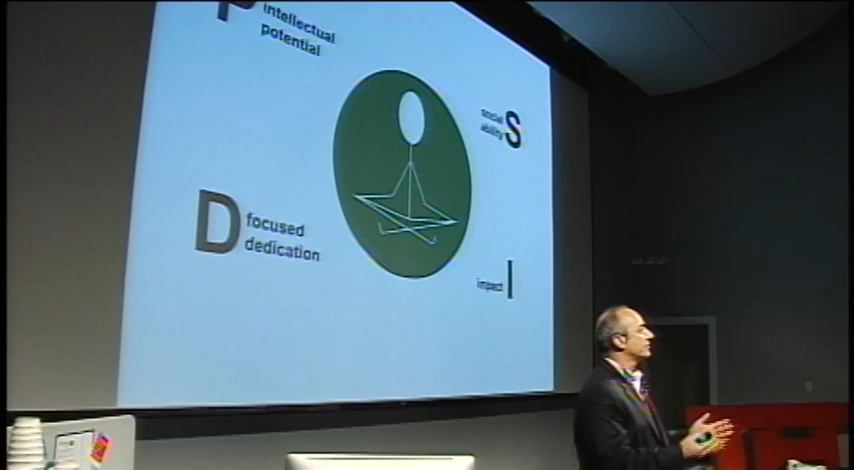 P intellectual
potential
social
ability S
D focused
dedication
impact I